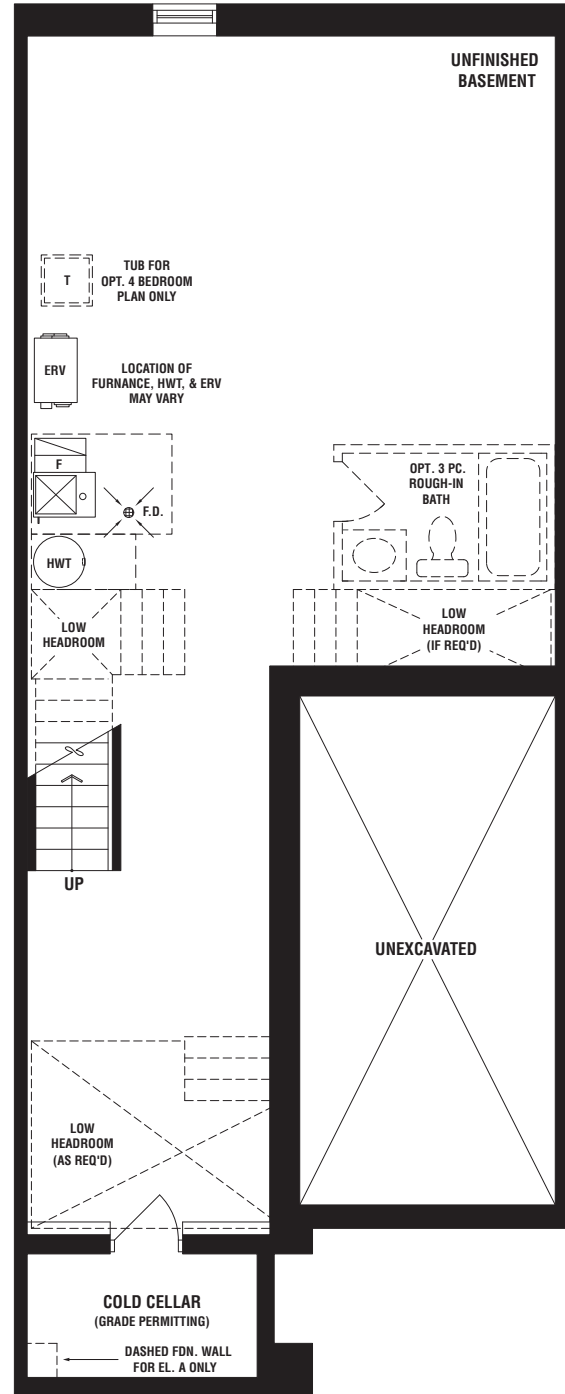 UNFINISHED
BASEMENT
T
TUB FOR
OPT. 4 BEDROOM
PLAN ONLY
ERV
LOCATION OF
FURNANCE, HWT, & ERV
MAY VARY
F
F.D.
OPT. 3 PC.
ROUGH-IN
BATH
HWT
LOW
HEADROOM
LOW
HEADROOM
(IF REQ'D)
UP
UNEXCAVATED
LOW
HEADROOM
(AS REQ'D)
COLD CELLAR
(GRADE PERMITTING)
DASHED FDN. WALL
FOR EL. A ONLY